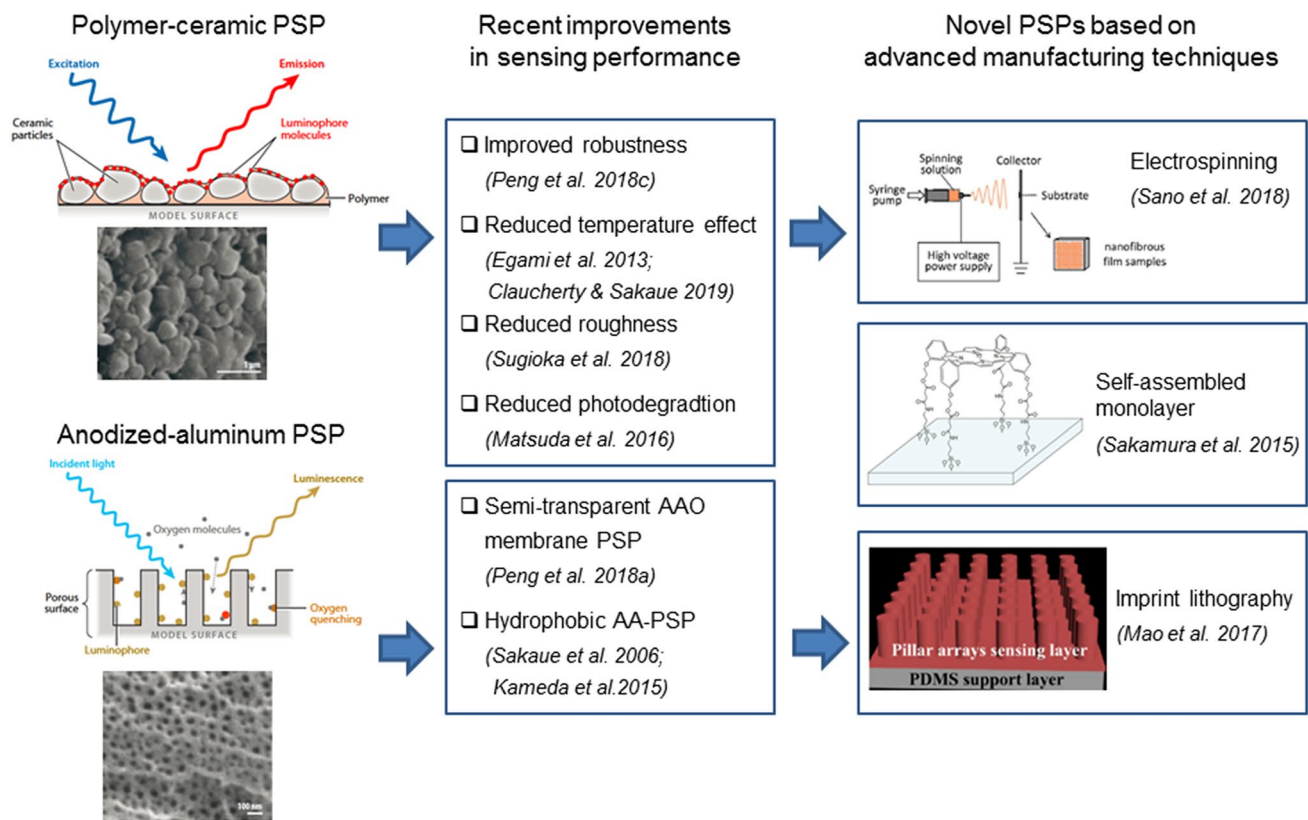 Polymer-ceramic PSP
Excitation
Emission
Ceramic
particles
Luminophore
molecules
Polymer
MODEL SURFACE
1 μm
Anodized-aluminum PSP
Incident light
Luminescence
Oxygen molecules
Porous
surface
Oxygen
quenching
MODEL SURFACE
Luminophore
100 nm
Recent improvements
in sensing performance
❑ Improved robustness
(Peng et al. 2018c)
❑ Reduced temperature effect
(Egami et al. 2013;
Claucherty & Sakaue 2019)
❑ Reduced roughness
(Sugioka et al. 2018)
❑ Reduced photodegradtion
(Matsuda et al. 2016)
❑ Semi-transparent AAO
membrane PSP
(Peng et al. 2018a)
❑ Hydrophobic AA-PSP
(Sakaue et al. 2006;
Kameda et al.2015)
Novel PSPs based on
advanced manufacturing techniques
Spinning
solution
Collector
Syringe
pump
Substrate
High voltage
power supply
nanofibrous
film samples
Electrospinning
(Sano et al. 2018)
Self-assembled
monolayer
(Sakamura et al. 2015)
Pillar arrays sensing layer
PDMS support layer
Imprint lithography
(Mao et al. 2017)